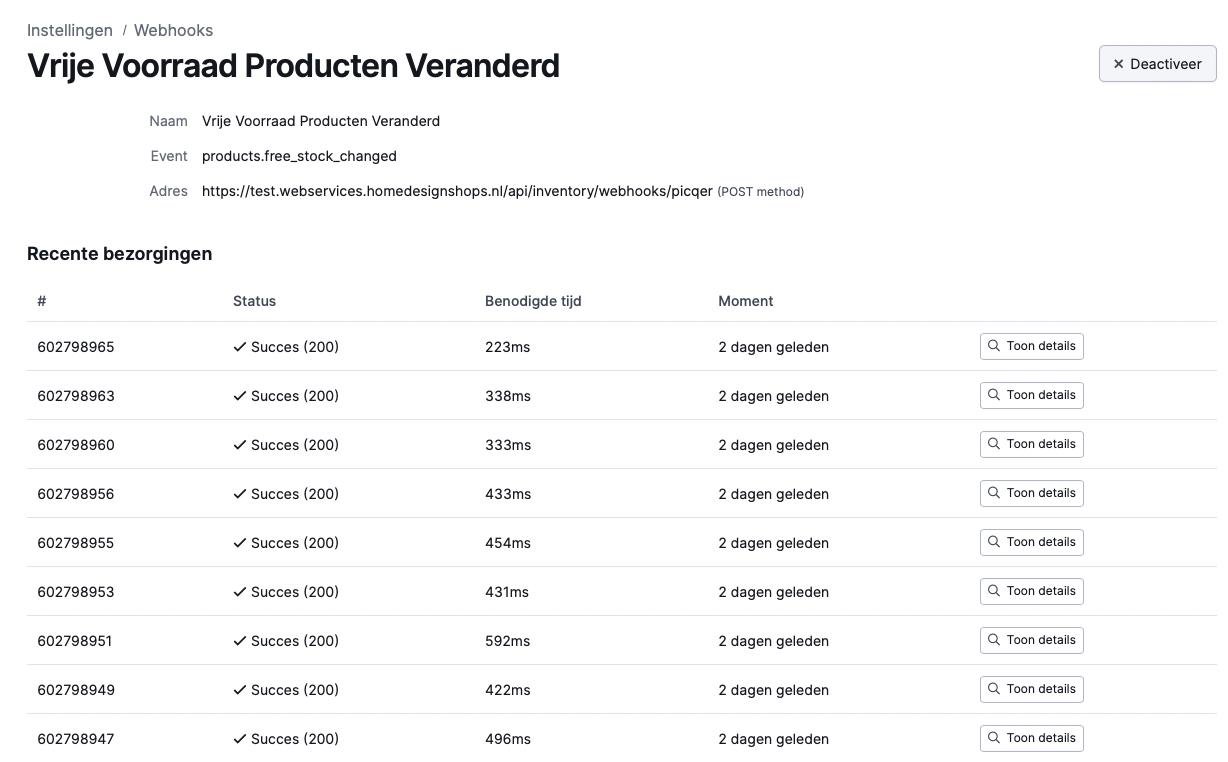 Instellingen / Webhooks
Vrije Voorraad Producten Veranderd
× Deactiveer
Naam Vrije Voorraad Producten Veranderd
Event products.free_stock_changed
Adres https://test.webservices.homedesignshops.nl/api/inventory/webhooks/picqer (POST method)
Recente bezorgingen
# Status Benodigde tijd Moment
602798965 ✓ Succes (200) 223ms 2 dagen geleden Toon details
602798963 ✓ Succes (200) 338ms 2 dagen geleden Toon details
602798960 ✓ Succes (200) 333ms 2 dagen geleden Toon details
602798956 ✓ Succes (200) 433ms 2 dagen geleden Toon details
602798955 ✓ Succes (200) 454ms 2 dagen geleden Toon details
602798953 ✓ Succes (200) 431ms 2 dagen geleden Toon details
602798951 ✓ Succes (200) 592ms 2 dagen geleden Toon details
602798949 ✓ Succes (200) 422ms 2 dagen geleden Toon details
602798947 ✓ Succes (200) 496ms 2 dagen geleden Toon details